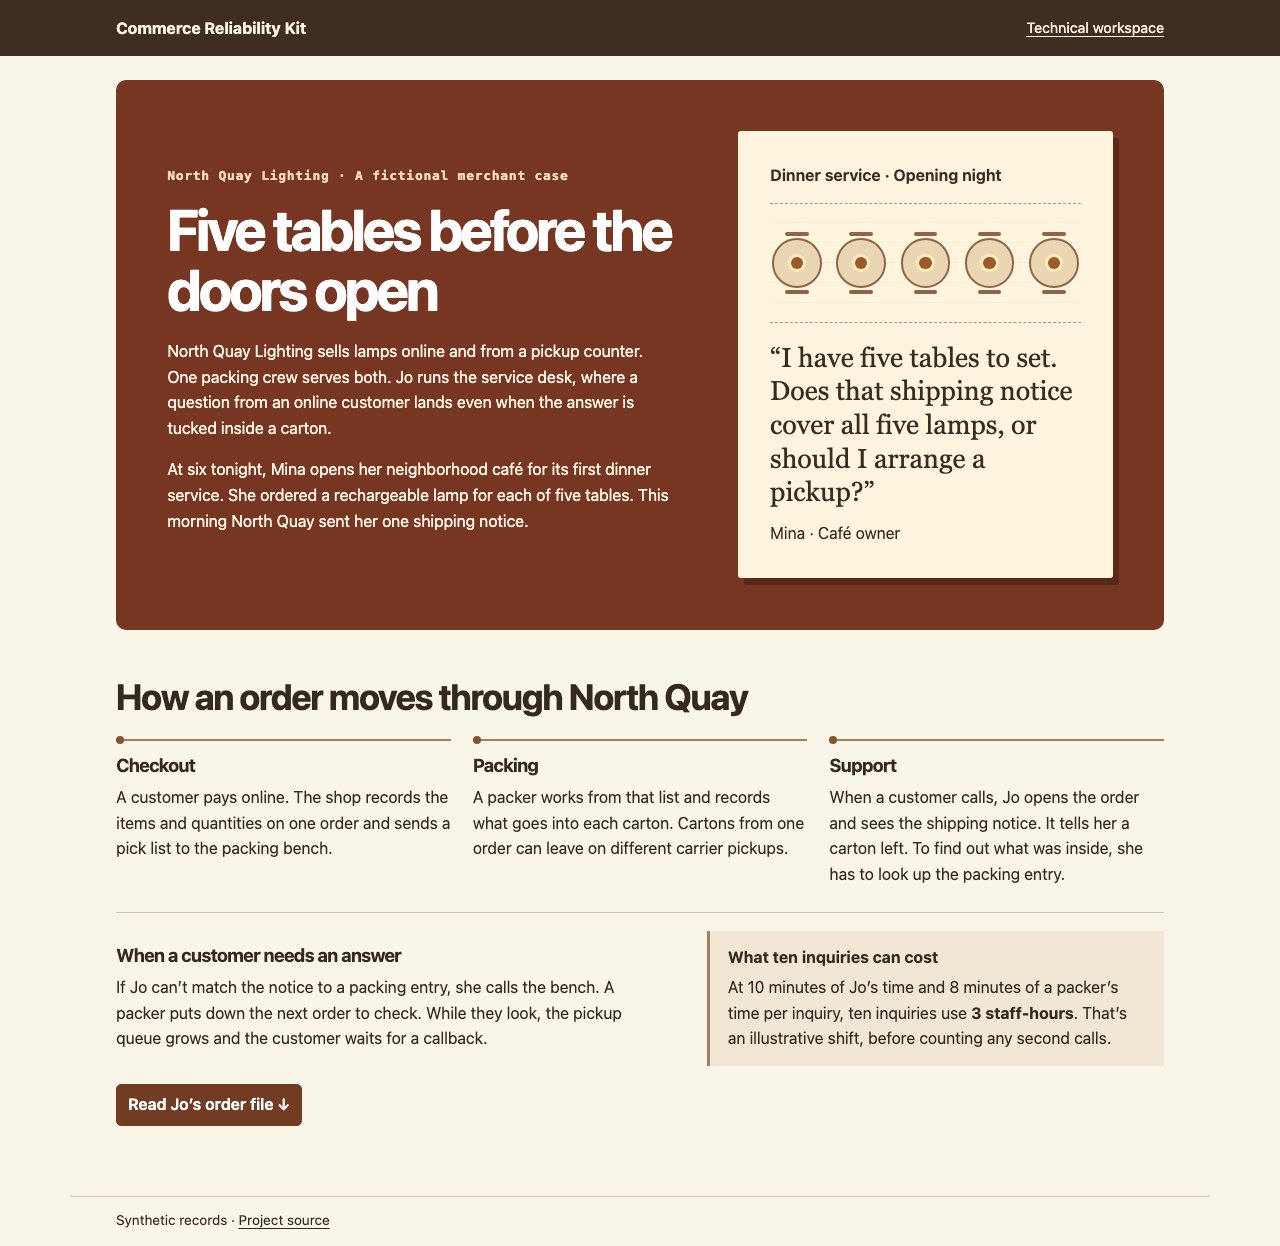 Commerce Reliability Kit
Technical workspace
North Quay Lighting · A fictional merchant case
Five tables before the
doors open
North Quay Lighting sells lamps online and from a pickup counter.
One packing crew serves both. Jo runs the service desk, where a
question from an online customer lands even when the answer is
tucked inside a carton.
At six tonight, Mina opens her neighborhood café for its first dinner
service. She ordered a rechargeable lamp for each of five tables. This
morning North Quay sent her one shipping notice.
Dinner service · Opening night
“I have five tables to set.
Does that shipping notice
cover all five lamps, or
should I arrange a
pickup?”
Mina · Café owner
How an order moves through North Quay
Checkout
A customer pays online. The shop records the
items and quantities on one order and sends a
pick list to the packing bench.
Packing
A packer works from that list and records
what goes into each carton. Cartons from one
order can leave on different carrier pickups.
Support
When a customer calls, Jo opens the order
and sees the shipping notice. It tells her a
carton left. To find out what was inside, she
has to look up the packing entry.
When a customer needs an answer
If Jo can’t match the notice to a packing entry, she calls the bench. A
packer puts down the next order to check. While they look, the pickup
queue grows and the customer waits for a callback.
What ten inquiries can cost
At 10 minutes of Jo’s time and 8 minutes of a packer’s
time per inquiry, ten inquiries use 3 staff-hours. That’s
an illustrative shift, before counting any second calls.
Read Jo’s order file ↓
Synthetic records · Project source